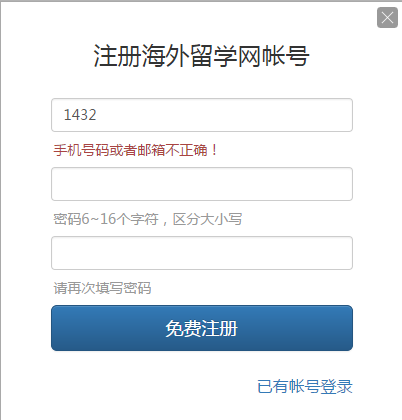 注册海外留学网帐号
1432
手机号码或者邮箱不正确！
密码6~16个字符，区分大小写
请再次填写密码
免费注册
已有帐号登录